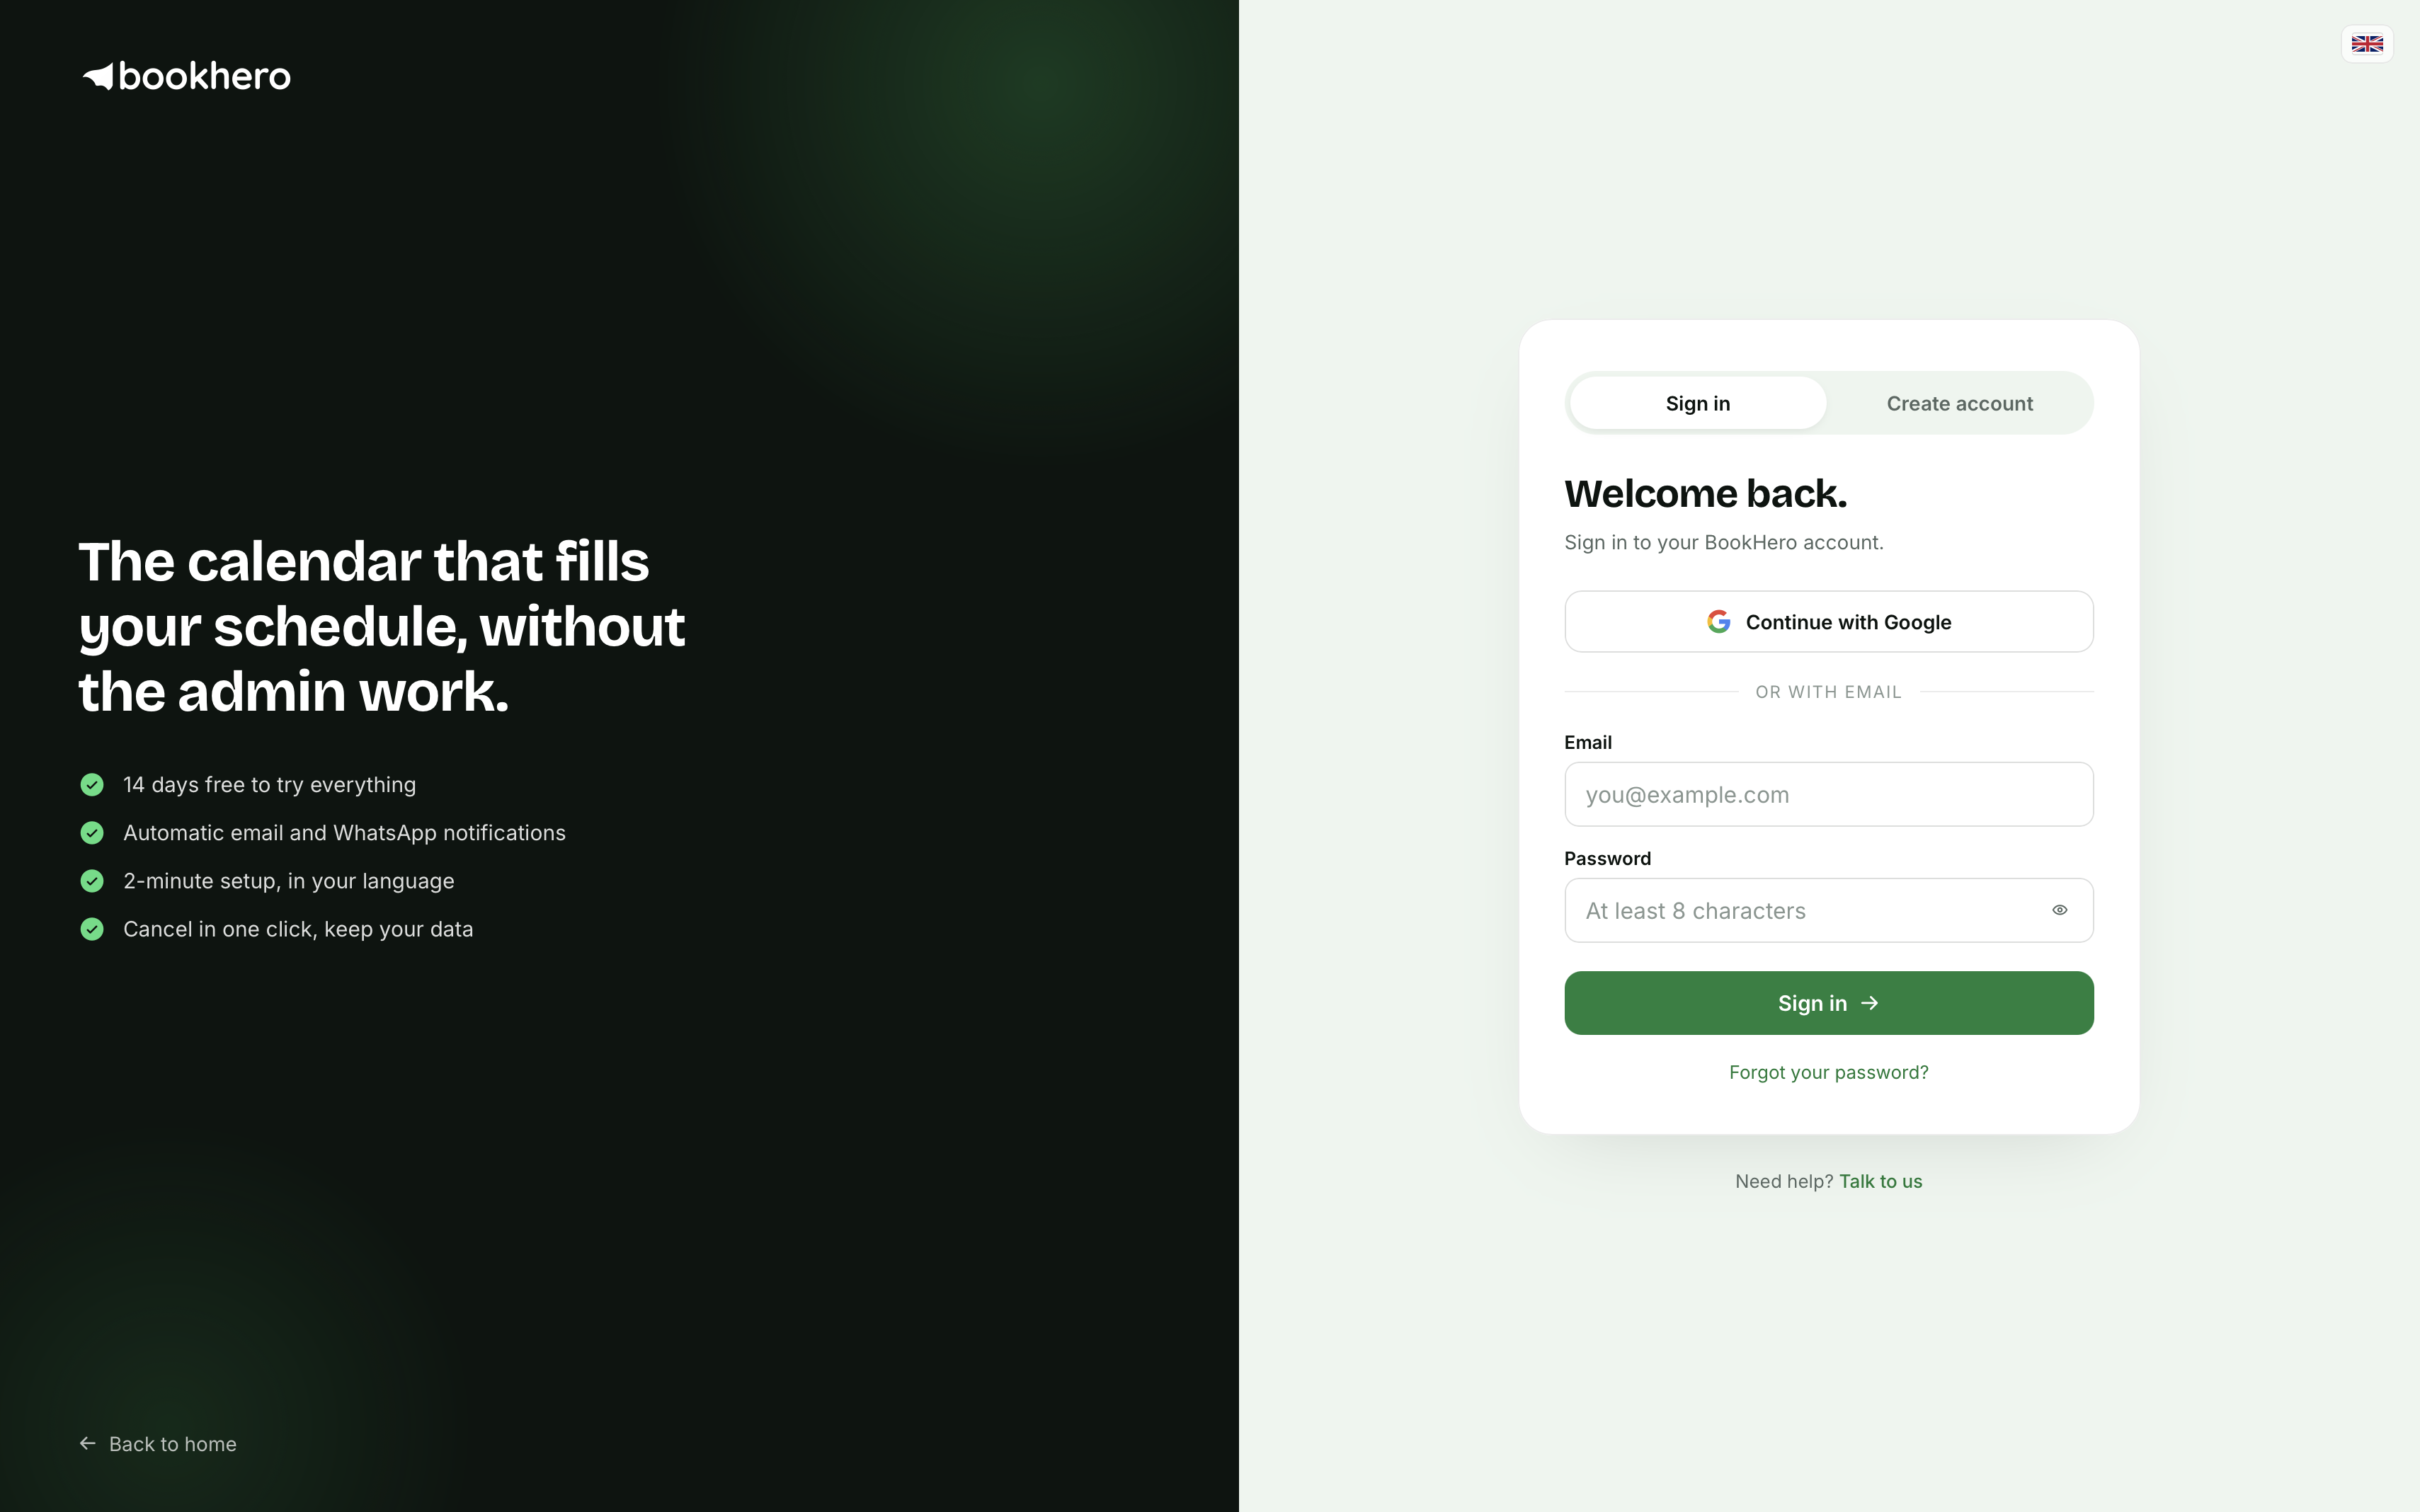 bookhero
The calendar that fills
your schedule, without
the admin work.
14 days free to try everything
Automatic email and WhatsApp notifications
2-minute setup, in your language
Cancel in one click, keep your data
Back to home
Sign in
Create account
Welcome back.
Sign in to your BookHero account.
Continue with Google
OR WITH EMAIL
Email
you@example.com
Password
At least 8 characters
Sign in
Forgot your password?
Need help? Talk to us